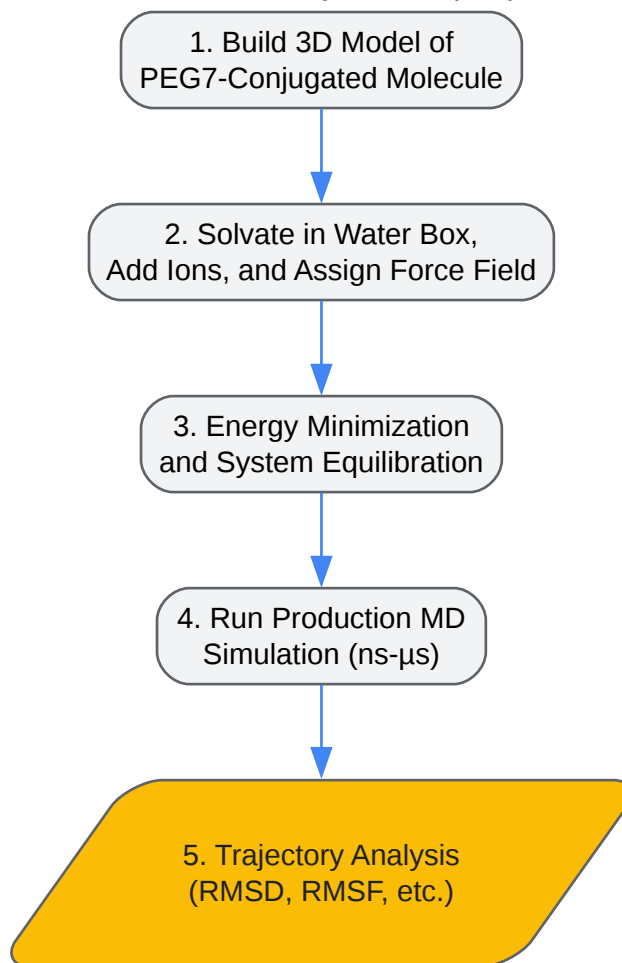 1. Build 3D Model of
PEG7-Conjugated Molecule
2. Solvate in Water Box,
Add Ions, and Assign Force Field
3. Energy Minimization
and System Equilibration
4. Run Production MD
Simulation (ns-µs)
5. Trajectory Analysis
(RMSD, RMSF, etc.)